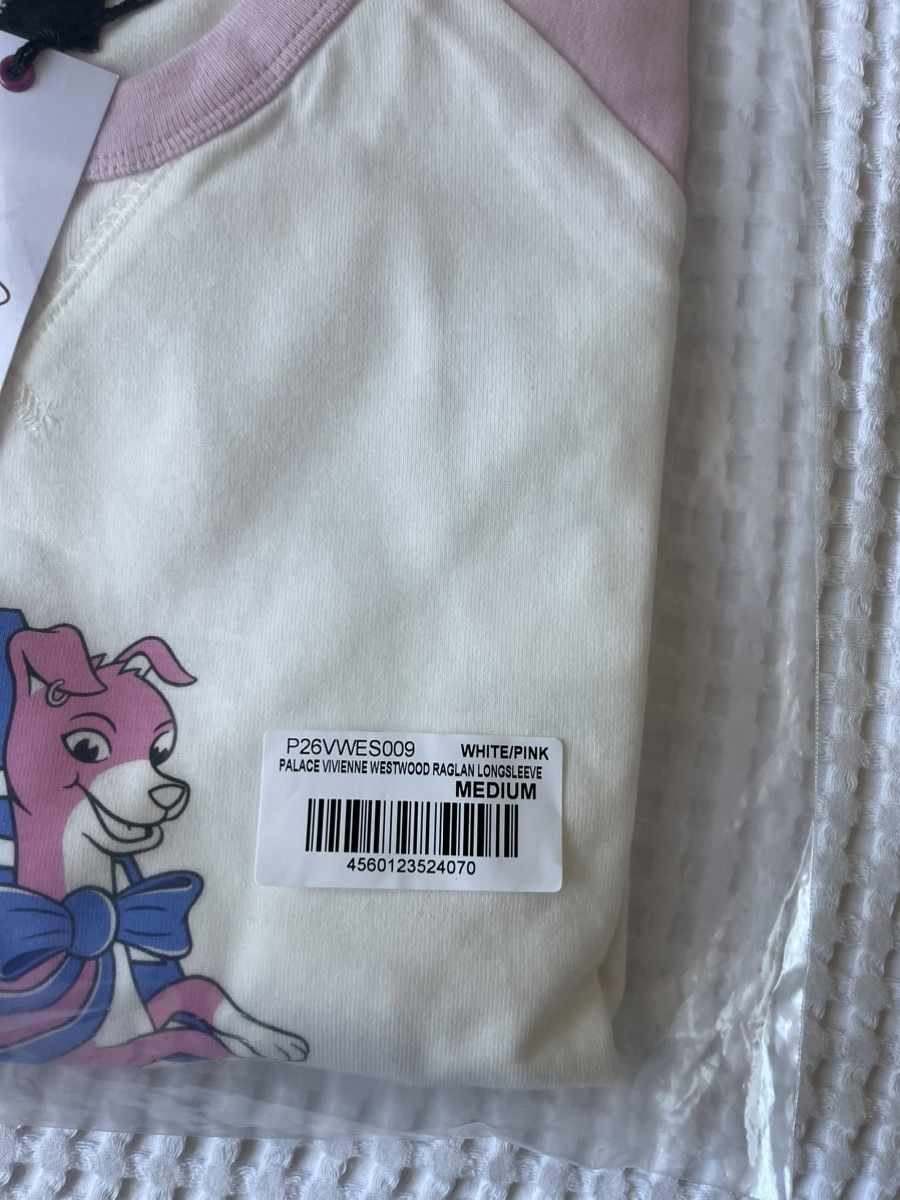 P26VWES009 WHITE/PINK
PALACE VIVIENNE WESTWOOD RAGLAN LONGSLEEVE
MEDIUM
4560123524070